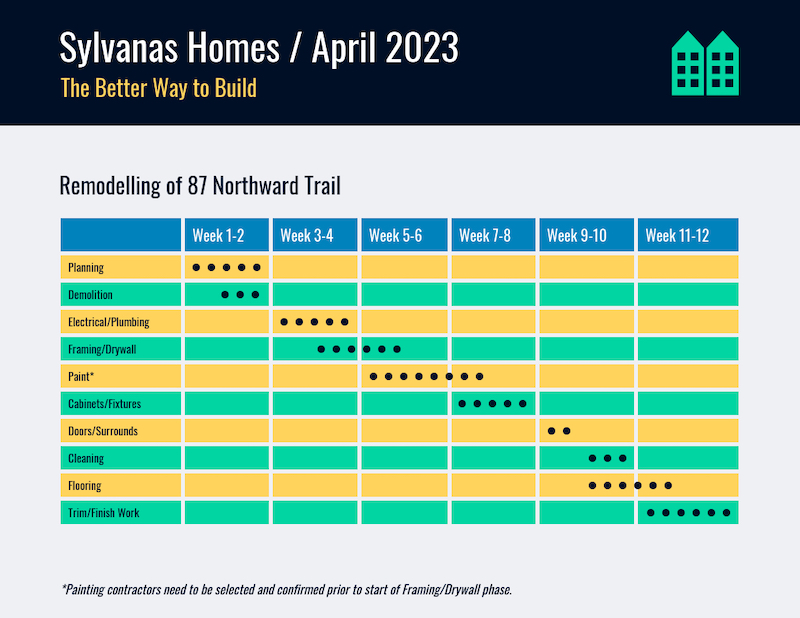 Sylvanas Homes / April 2023
The Better Way to Build
Remodelling of 87 Northward Trail
Week 1-2 Week 3-4 Week 5-6 Week 7-8 Week 9-10 Week 11-12
Planning
Demolition
Electrical/Plumbing
Framing/Drywall
Paint*
Cabinets/Fixtures
Doors/Surrounds
Cleaning
Flooring
Trim/Finish Work
*Painting contractors need to be selected and confirmed prior to start of Framing/Drywall phase.